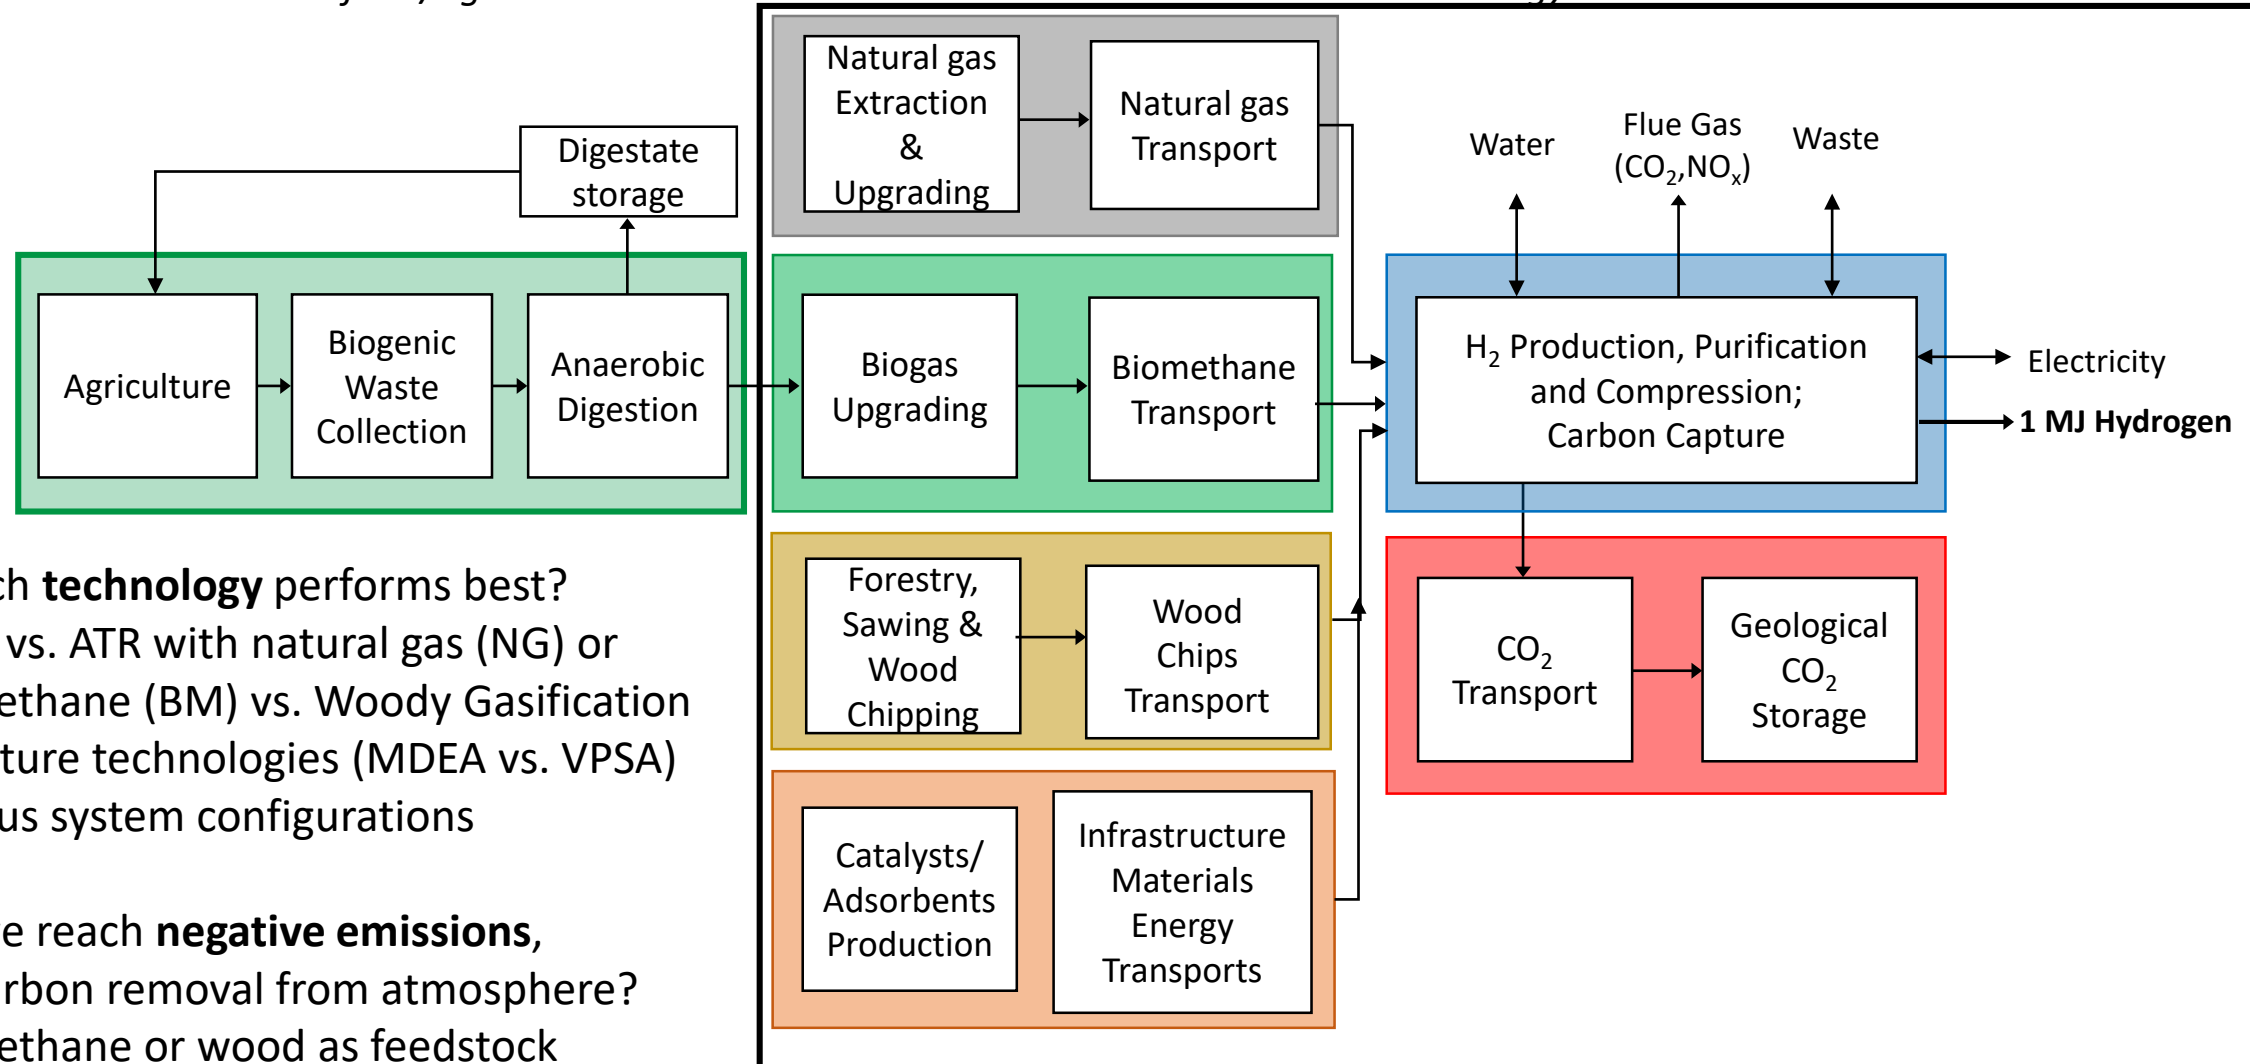 Natural gas
Extraction
&
Upgrading
Natural gas
Transport
Digestate
storage
Water
Flue Gas
(CO₂,NOₓ)
Waste
Agriculture
Biogenic
Waste
Collection
Anaerobic
Digestion
Biogas
Upgrading
Biomethane
Transport
H₂ Production, Purification
and Compression;
Carbon Capture
Electricity
1 MJ Hydrogen
Forestry,
Sawing &
Wood
Chipping
Wood
Chips
Transport
CO₂
Transport
Geological
CO₂
Storage
Catalysts/
Adsorbents
Production
Infrastructure
Materials
Energy
Transports
ch technology performs best?
vs. ATR with natural gas (NG) or
ethane (BM) vs. Woody Gasification
ture technologies (MDEA vs. VPSA)
us system configurations
e reach negative emissions,
rbon removal from atmosphere?
ethane or wood as feedstock